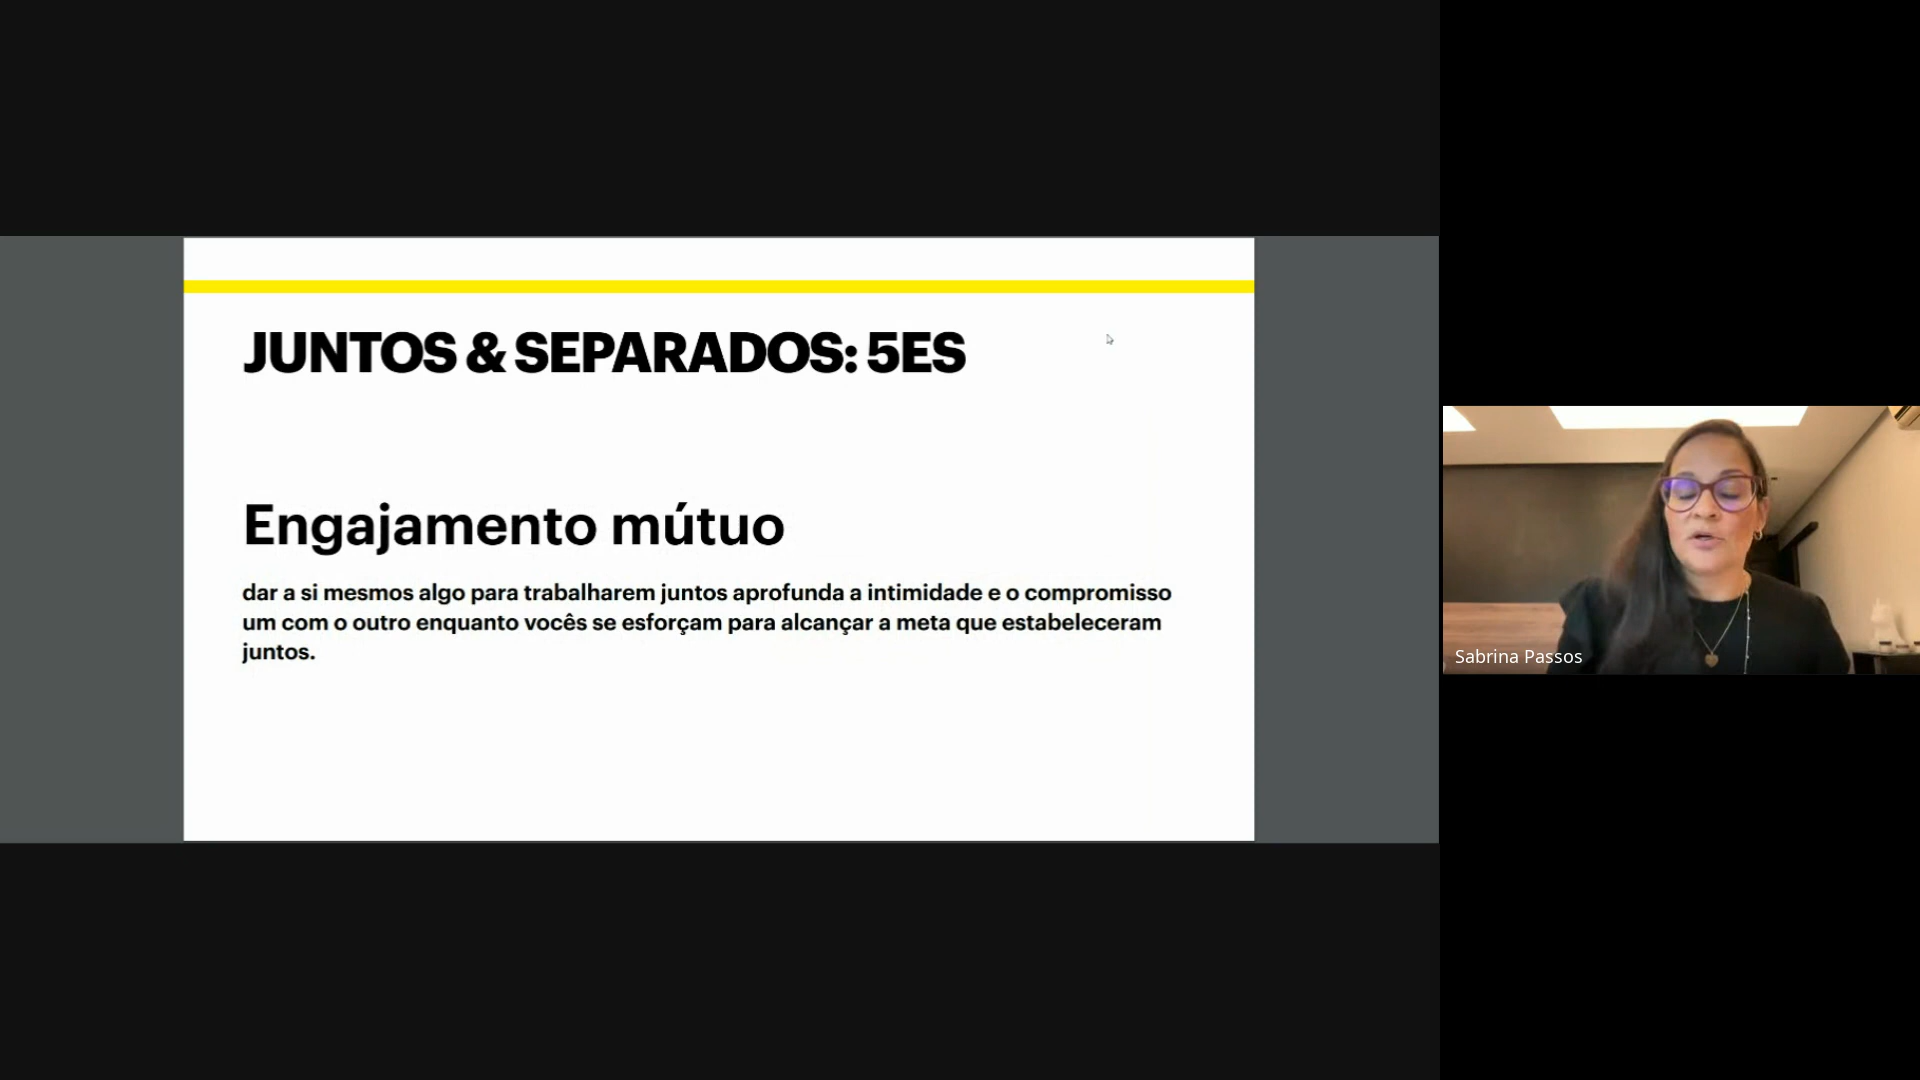 JUNTOS & SEPARADOS: 5ES
Engajamento mútuo
dar a si mesmos algo para trabalharem juntos aprofunda a intimidade e o compromisso
um com o outro enquanto vocês se esforçam para alcançar a meta que estabeleceram
juntos.
Sabrina Passos